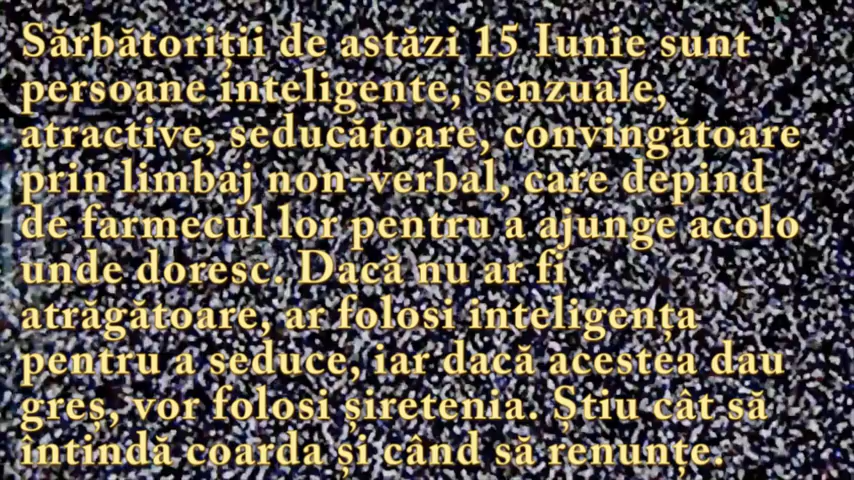 Sărbătoriții de astăzi 15 Iunie sunt
persoane inteligente, senzuale,
atractive, seducătoare, convingătoare
prin limbaj non-verbal, care depind
de farmecul lor pentru a ajunge acolo
unde doresc. Dacă nu ar fi
atrăgătoare, ar folosi inteligența
pentru a seduce, iar dacă acestea dau
greș, vor folosi șiretenia. Știu cât să
întindă coarda și când să renunțe.